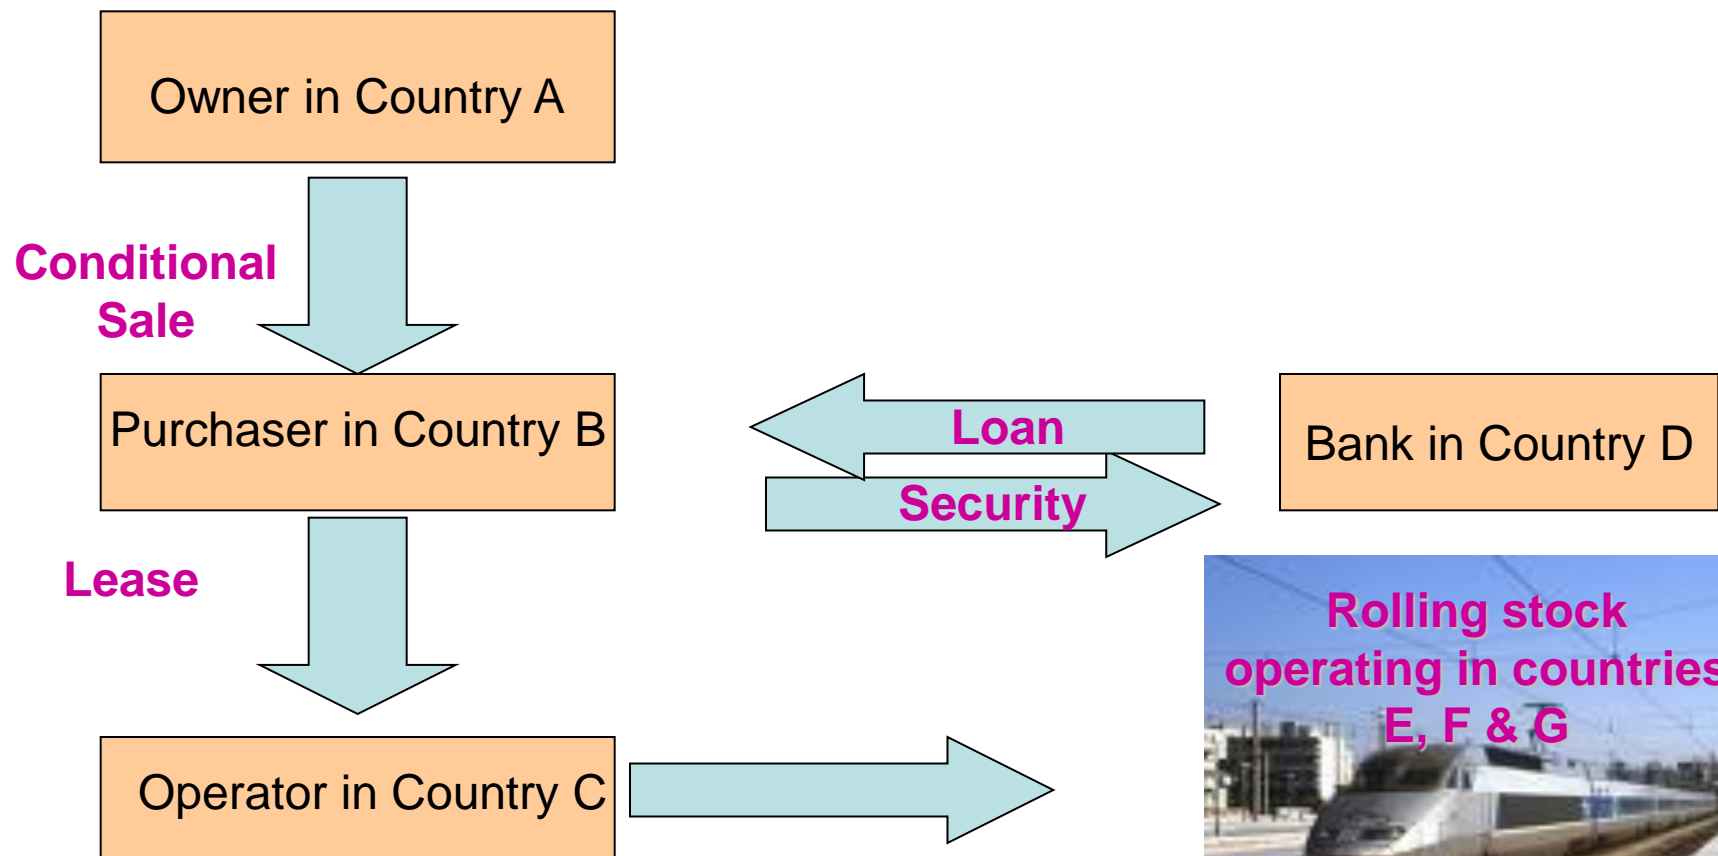 Owner in Country A
Conditional
Sale
Purchaser in Country B
Loan
Security
Bank in Country D
Lease
Rolling stock
operating in countries
E, F & G
Operator in Country C